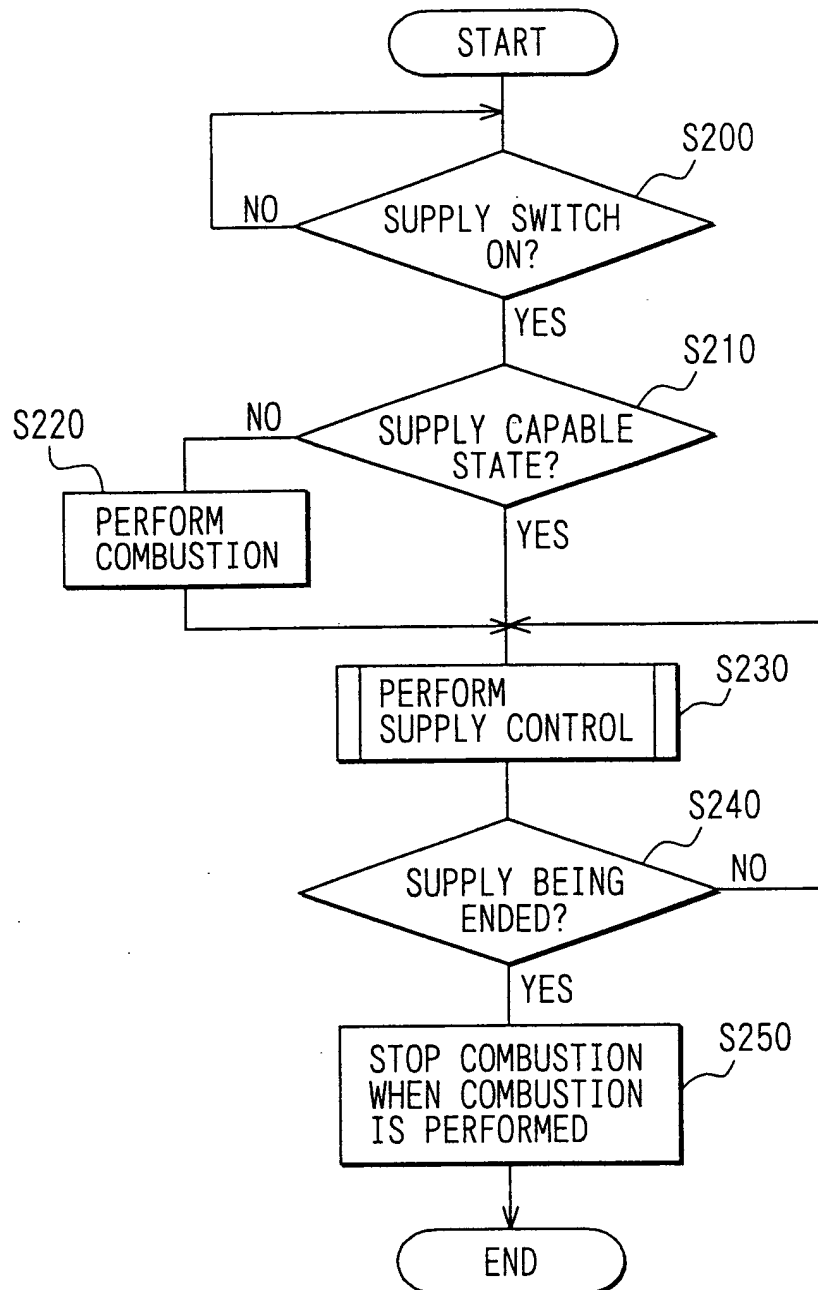 START
S200
NO
SUPPLY SWITCH
ON?
YES
S210
NO
SUPPLY CAPABLE
STATE?
S220
PERFORM
COMBUSTION
YES
S230
PERFORM
SUPPLY CONTROL
S240
NO
SUPPLY BEING
ENDED?
YES
S250
STOP COMBUSTION
WHEN COMBUSTION
IS PERFORMED
END